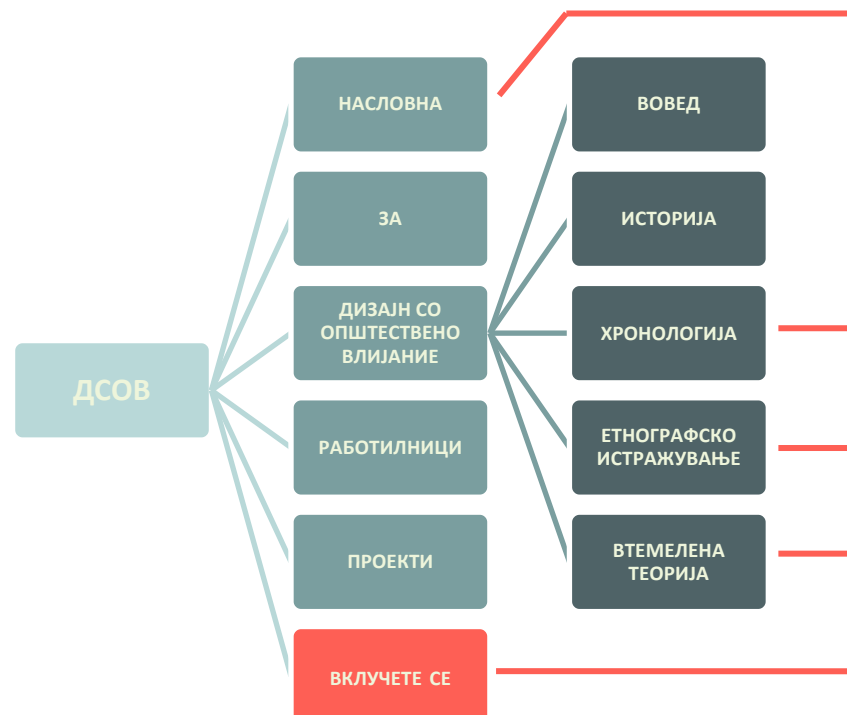 ДСОВ
НАСЛОВНА
ЗА
ДИЗАЈН СО
ОПШТЕСТВЕНО
ВЛИЈАНИЕ
РАБОТИЛНИЦИ
ПРОЕКТИ
ВКЛУЧЕТЕ СЕ
ВОВЕД
ИСТОРИЈА
ХРОНОЛОГИЈА
ЕТНОГРАФСКО
ИСТРАЖУВАЊЕ
ВТЕМЕЛЕНА
ТЕОРИЈА